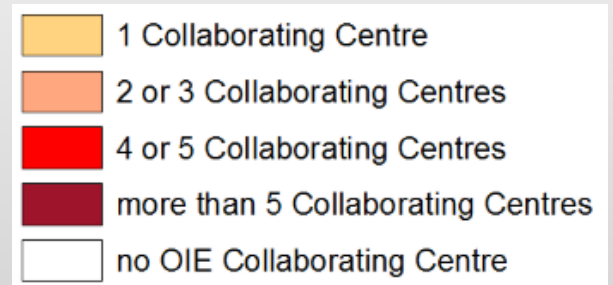 1 Collaborating Centre
2 or 3 Collaborating Centres
4 or 5 Collaborating Centres
more than 5 Collaborating Centres
no OIE Collaborating Centre